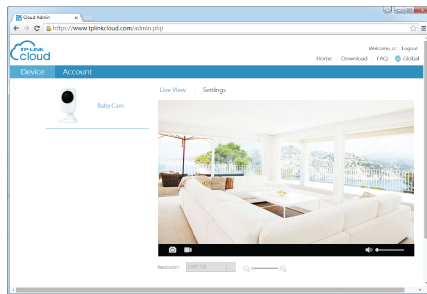 Cloud Admin
https://www.tplinkcloud.com/admin.php
TP-LINK
cloud
Welcome, cc Logout
Home Download FAQ Global
Device Account
Baby Cam
Live View Settings
Resolution: